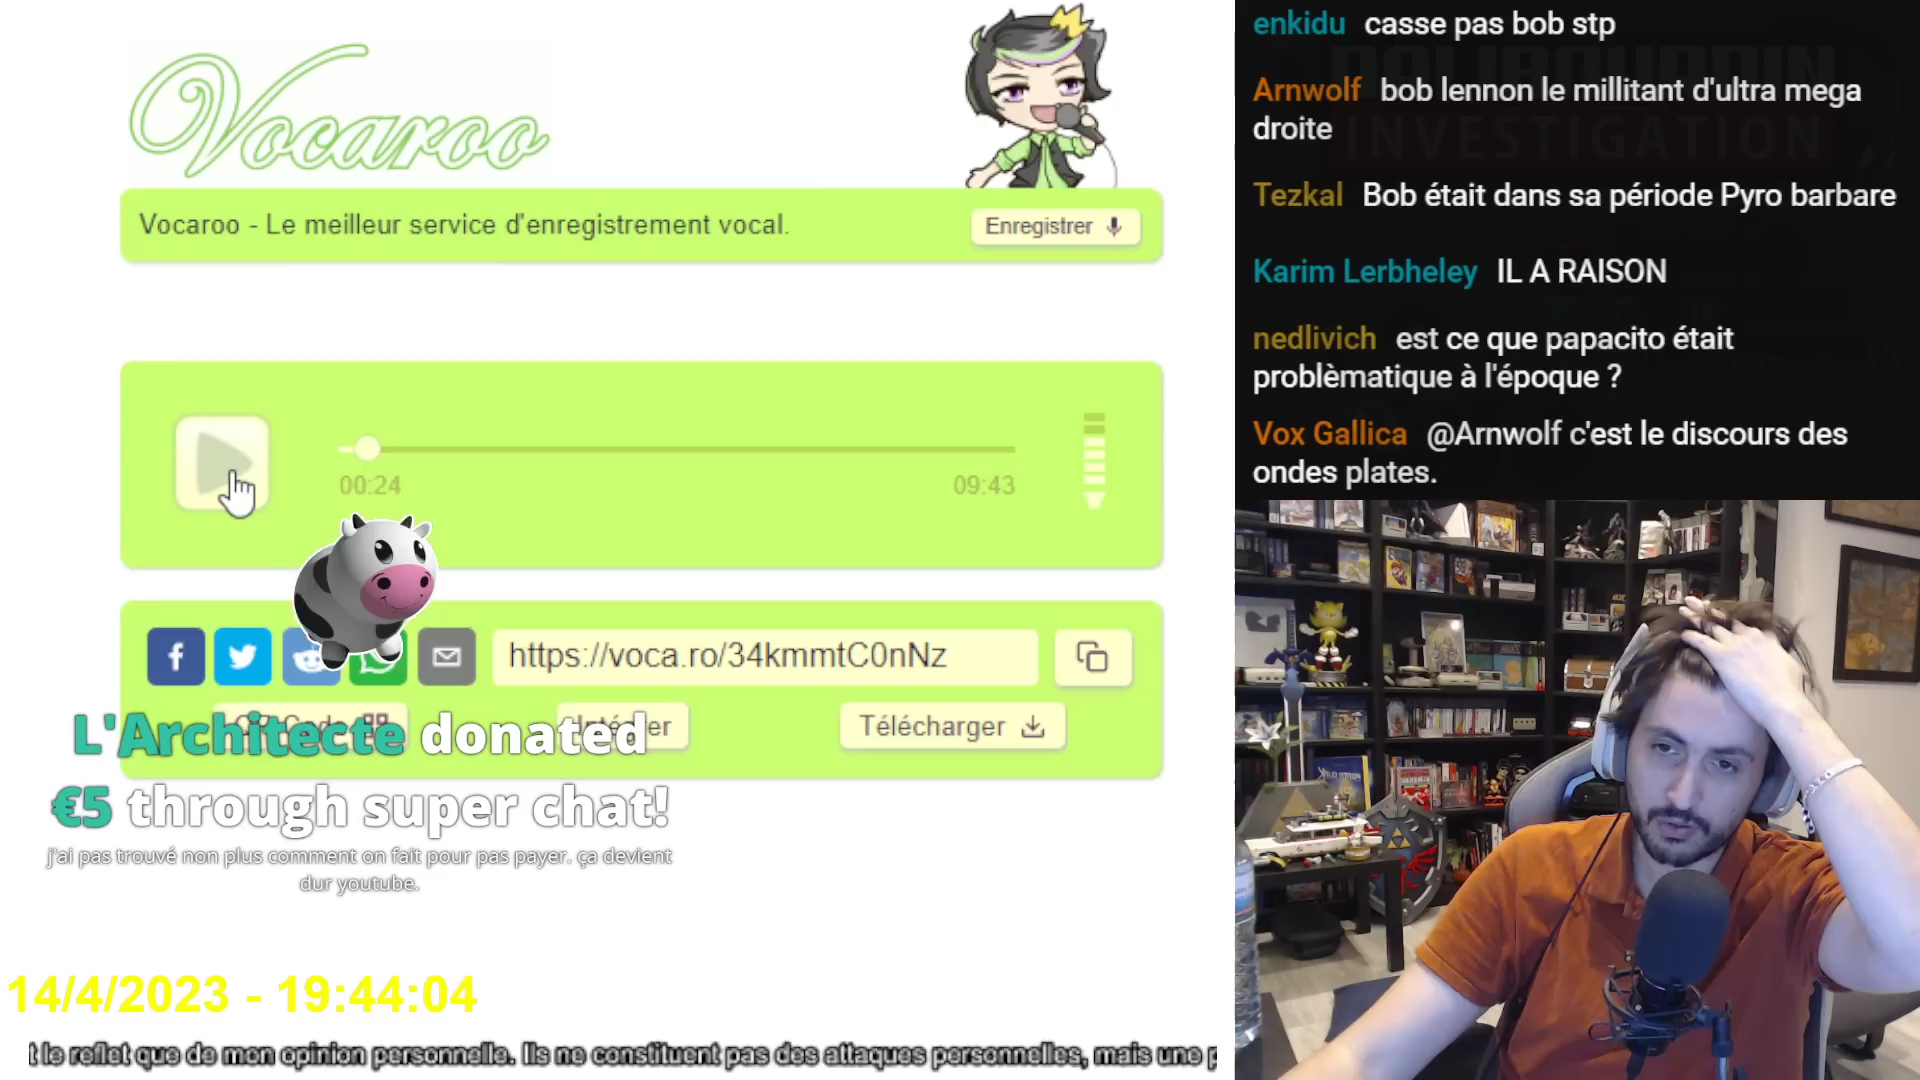 Vocaroo
Vocaroo - Le meilleur service d'enregistrement vocal.
Enregistrer
00:24
09:43
https://voca.ro/34kmmtC0nNz
Télécharger
L'Architecte donated
€5 through super chat!
j'ai pas trouvé non plus comment on fait pour pas payer. ça devient
dur youtube.
14/4/2023 - 19:44:04
t le reflet que de mon opinion personnelle. Ils ne constituent pas des attaques personnelles, mais une p
enkidu casse pas bob stp
Arnwolf bob lennon le millitant d'ultra mega
droite
Tezkal Bob était dans sa période Pyro barbare
Karim Lerbheley IL A RAISON
nedlivich est ce que papacito était
problèmatique à l'époque ?
Vox Gallica @Arnwolf c'est le discours des
ondes plates.
INVESTIGATION